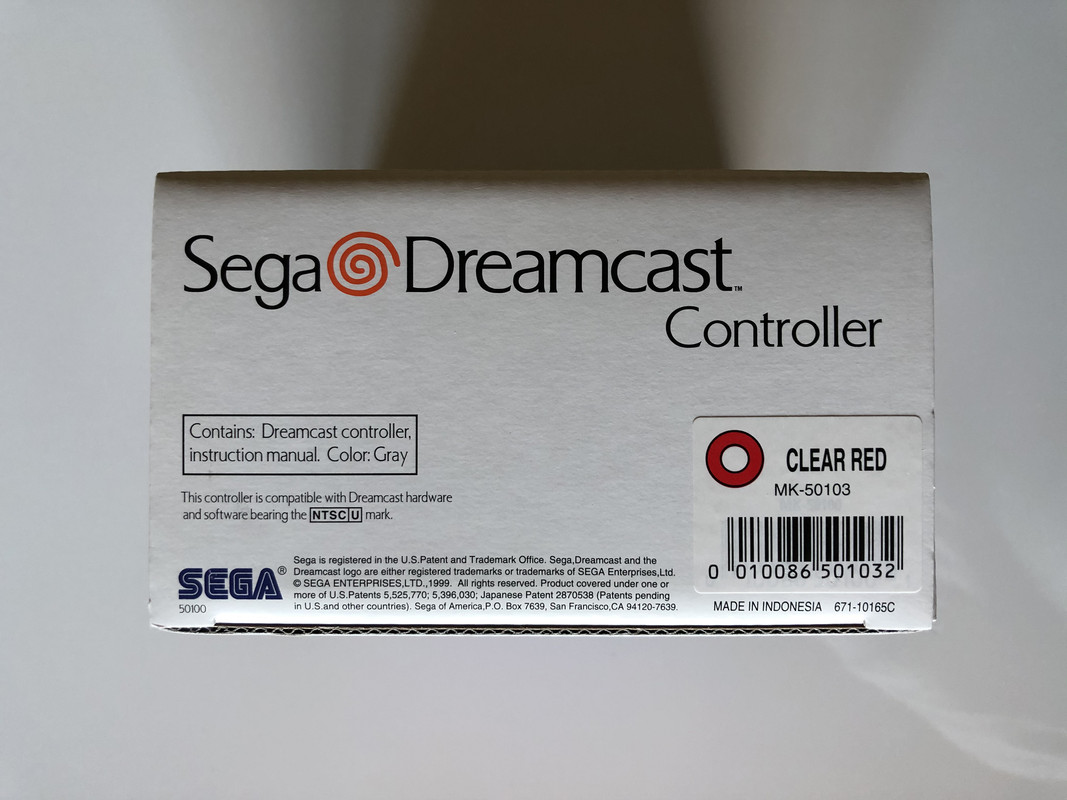 Sega Dreamcast™
Controller
Contains: Dreamcast controller,
instruction manual. Color: Gray
This controller is compatible with Dreamcast hardware
and software bearing the NTSC U mark.
CLEAR RED
MK-50103
0 010086 501032
SEGA®
50100
Sega is registered in the U.S.Patent and Trademark Office. Sega,Dreamcast and the
Dreamcast logo are either registered trademarks or trademarks of SEGA Enterprises,Ltd.
© SEGA ENTERPRISES,LTD.,1999. All rights reserved. Product covered under one or
more of U.S.Patents 5,525,770; 5,396,030; Japanese Patent 2870538 (Patents pending
in U.S.and other countries). Sega of America,P.O. Box 7639, San Francisco,CA 94120-7639.
MADE IN INDONESIA 671-10165C